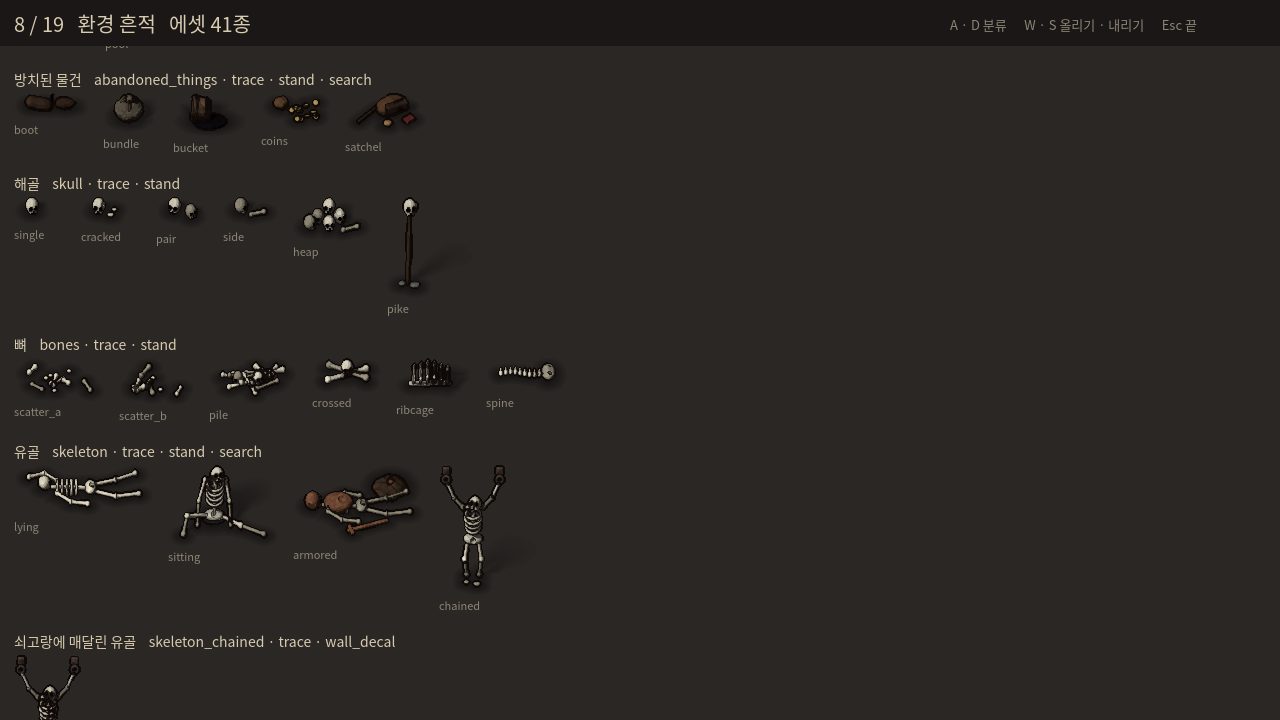 8 / 19 환경 흔적 에셋 41종 A · D 분류 W · S 올리기 · 내리기 Esc 끝
pool
방치된 물건 abandoned_things · trace · stand · search
boot bundle bucket coins satchel
해골 skull · trace · stand
single cracked pair side heap pike
뼈 bones · trace · stand
scatter_a scatter_b pile crossed ribcage spine
유골 skeleton · trace · stand · search
lying sitting armored chained
쇠고랑에 매달린 유골 skeleton_chained · trace · wall_decal